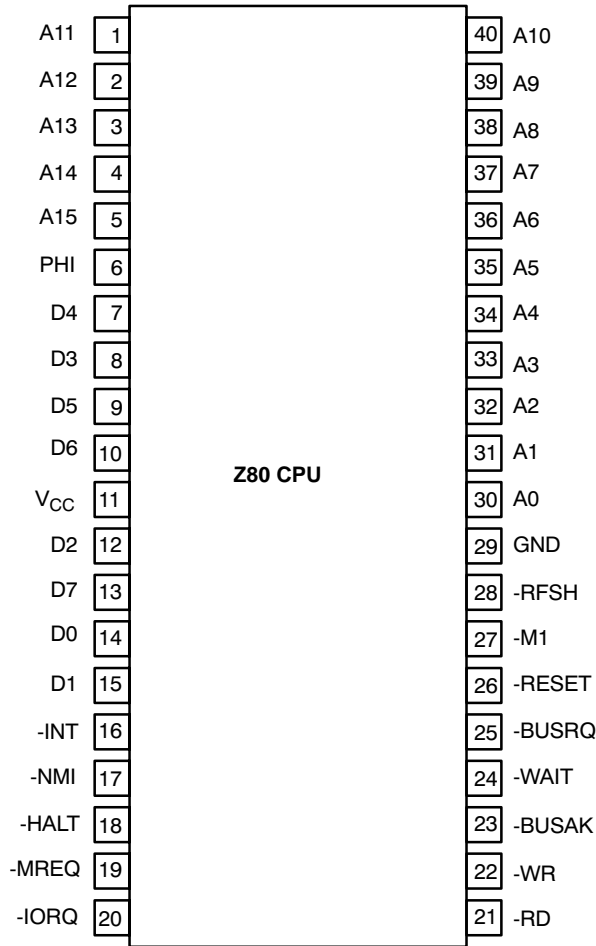 A11 1 40 A10
A12 2 39 A9
A13 3 38 A8
A14 4 37 A7
A15 5 36 A6
PHI 6 35 A5
D4 7 34 A4
D3 8 33 A3
D5 9 32 A2
D6 10 31 A1
Z80 CPU
VCC 11 30 A0
D2 12 29 GND
D7 13 28 -RFSH
D0 14 27 -M1
D1 15 26 -RESET
-INT 16 25 -BUSRQ
-NMI 17 24 -WAIT
-HALT 18 23 -BUSAK
-MREQ 19 22 -WR
-IORQ 20 21 -RD